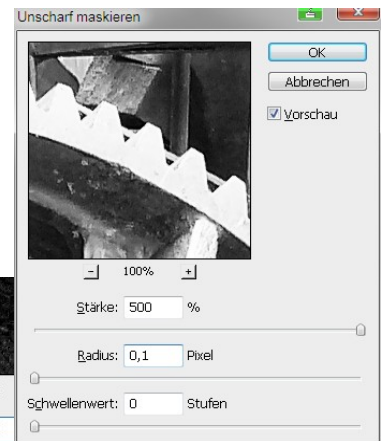 Unscharf maskieren
OK
Abbrechen
Vorschau
- 100% +
Stärke: 500 %
Radius: 0,1 Pixel
Schwellenwert: 0 Stufen